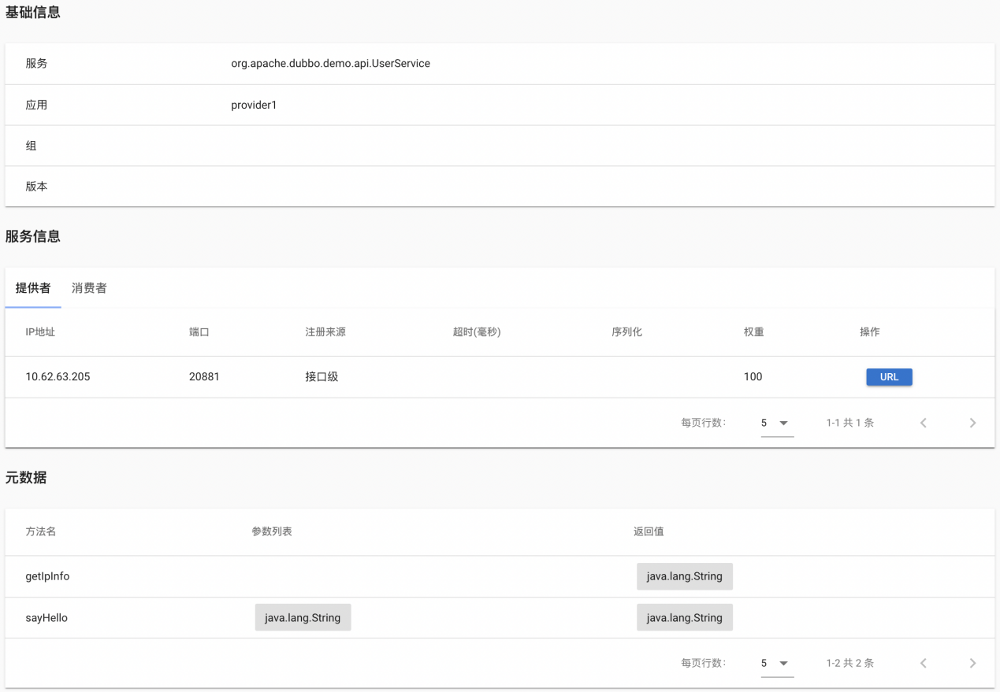 基础信息
服务 org.apache.dubbo.demo.api.UserService
应用 provider1
组
版本
服务信息
提供者 消费者
IP地址 端口 注册来源 超时(毫秒) 序列化 权重 操作
10.62.63.205 20881 接口级 100 URL
每页行数: 5 1-1 共 1 条
元数据
方法名 参数列表 返回值
getIpInfo java.lang.String
sayHello java.lang.String java.lang.String
每页行数: 5 1-2 共 2 条